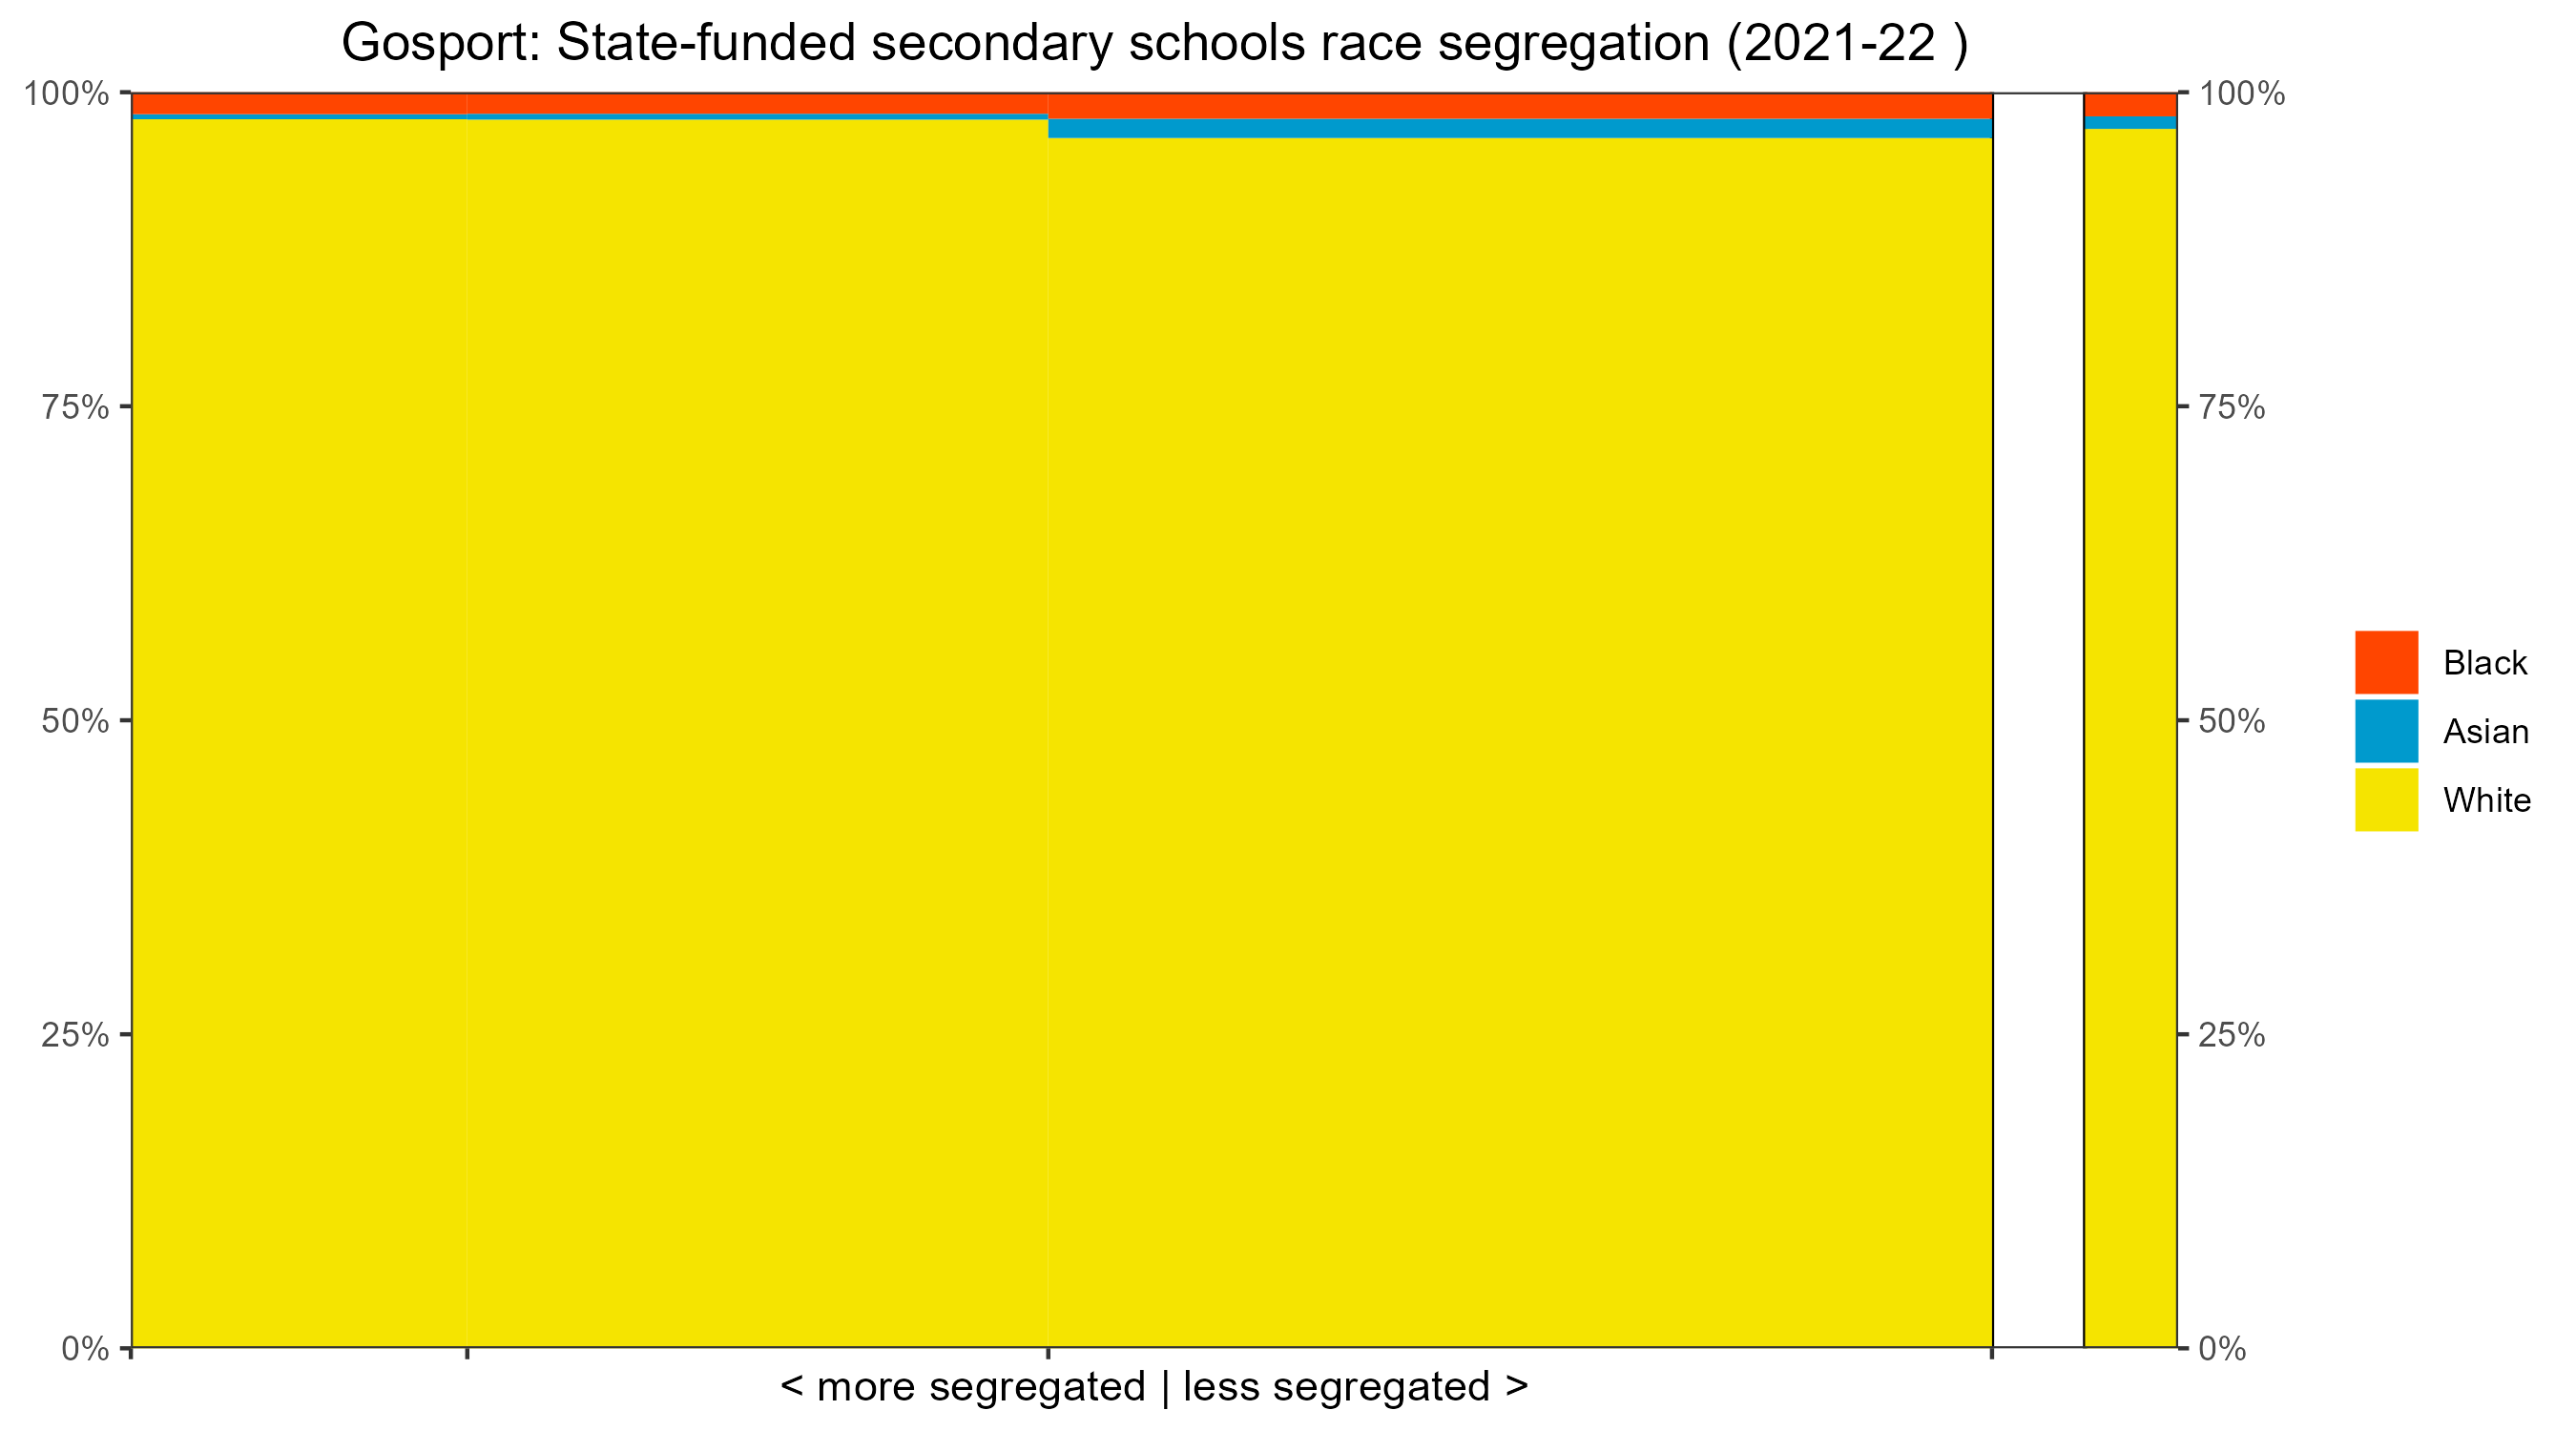 Gosport: State-funded secondary schools race segregation (2021-22 )
100%
75%
50%
25%
0%
100%
75%
50%
25%
0%
Black
Asian
White
< more segregated | less segregated >